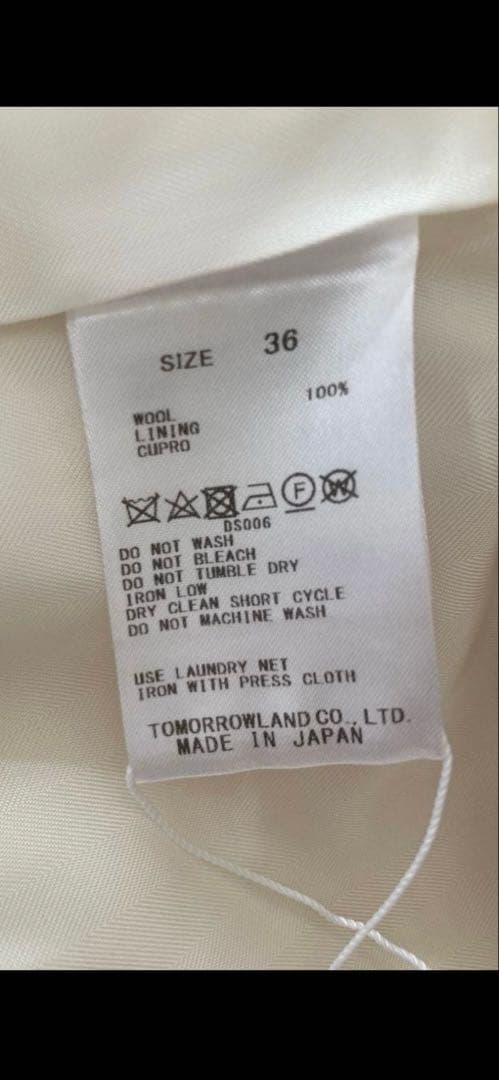 SIZE 36
100%
WOOL
LINING
CUPRO
F W
DS006
DO NOT WASH
DO NOT BLEACH
DO NOT TUMBLE DRY
IRON LOW
DRY CLEAN SHORT CYCLE
DO NOT MACHINE WASH
USE LAUNDRY NET
IRON WITH PRESS CLOTH
TOMORROWLAND CO., LTD.
MADE IN JAPAN